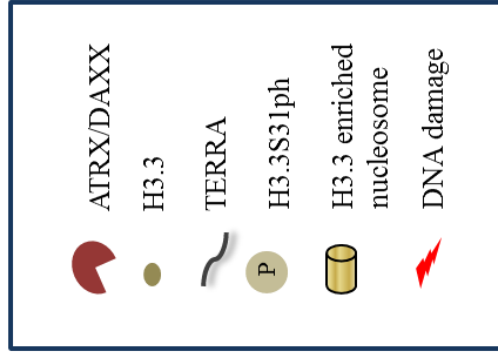 ATRX/DAXX
H3.3
TERRA
P H3.3S31ph
H3.3 enriched
nucleosome
DNA damage